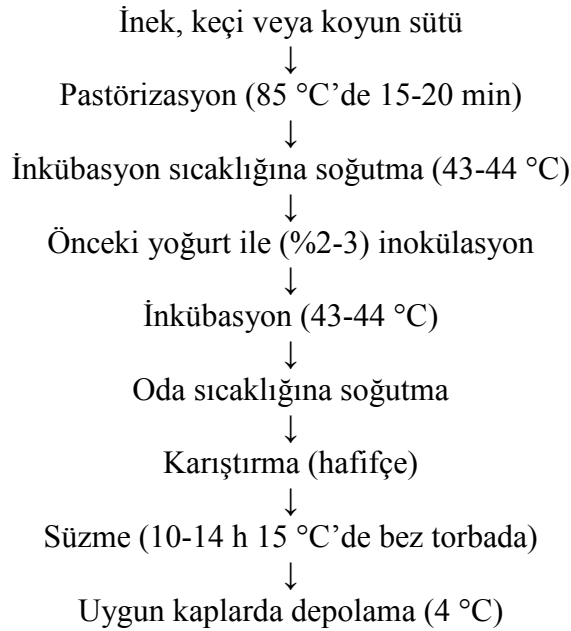 İnek, keçi veya koyun sütü
↓
Pastörizasyon (85 °C’de 15-20 min)
↓
İnkübasyon sıcaklığına soğutma (43-44 °C)
↓
Önceki yoğurt ile (%2-3) inokülasyon
↓
İnkübasyon (43-44 °C)
↓
Oda sıcaklığına soğutma
↓
Karıştırma (hafifçe)
↓
Süzme (10-14 h 15 °C’de bez torbada)
↓
Uygun kaplarda depolama (4 °C)